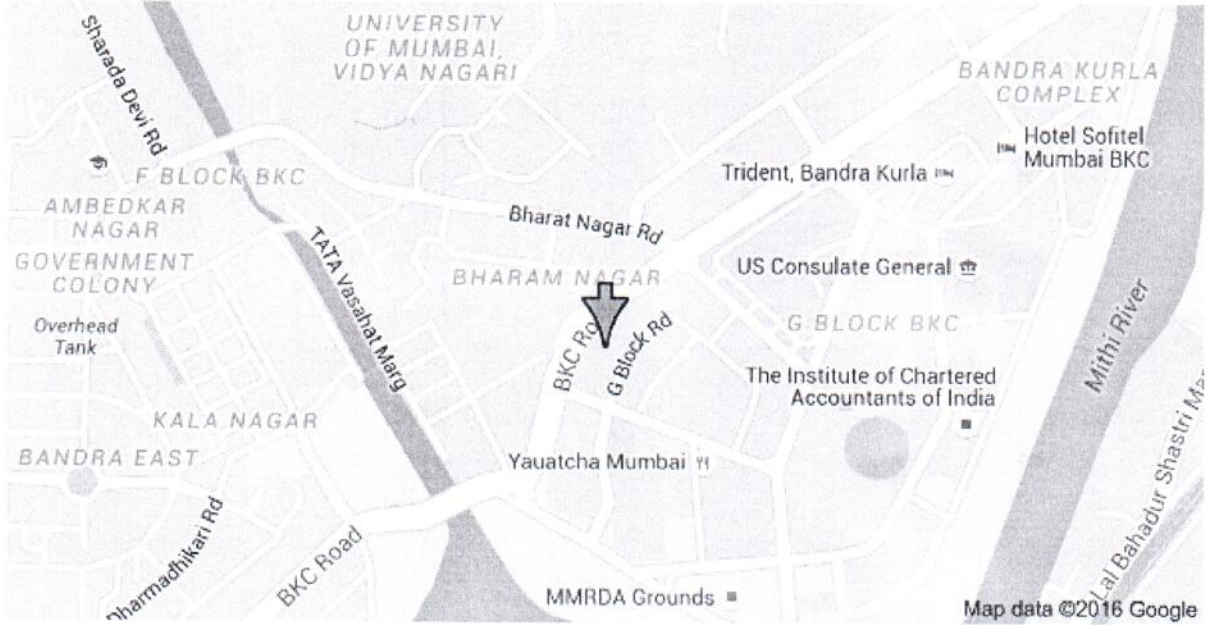 UNIVERSITY
OF MUMBAI,
VIDYA NAGARI
Sharada Devi Rd
BANDRA KURLA
COMPLEX
Hotel Sofitel
Mumbai BKC
Trident, Bandra Kurla
F BLOCK BKC
AMBEDKAR
NAGAR
Bharat Nagar Rd
GOVERNMENT
COLONY
TATA Vasahat Marg
BHARAM NAGAR
US Consulate General
Overhead
Tank
BKC
G Block Rd
G BLOCK BKC
Mithi River
The Institute of Chartered
Accountants of India
KALA NAGAR
BANDRA EAST
Yauatcha Mumbai
Lal Bahadur Shastri
Dharmadhikari Rd
BKC Road
MMRDA Grounds
Map data ©2016 Google